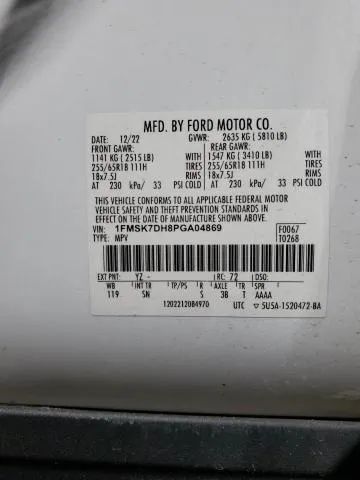 MFD. BY FORD MOTOR CO.
DATE: 12/22 GVWR: 2635 KG (5810 LB)
FRONT GAWR: REAR GAWR:
1141 KG (2515 LB) WITH 1547 KG (3410 LB) WITH
255/65R18 111H TIRES 255/65R18 111H TIRES
18x7.5J RIMS 18x7.5J RIMS
AT 230 kPa/ 33 PSI COLD AT 230 kPa/ 33 PSI COLD
THIS VEHICLE CONFORMS TO ALL APPLICABLE FEDERAL MOTOR
VEHICLE SAFETY, BUMPER, AND THEFT PREVENTION STANDARDS IN
EFFECT ON THE DATE OF MANUFACTURE SHOWN ABOVE.
VIN: 1FMSK7DH8PGA04869 F0067
TYPE: MPV T0268
EXT PNT: YZ - RC: 72 DSO:
WB INT TR TP/PS R AXLE TR SPR
119 SN S 3B T AAAA
1202212084970 UTC 5U5A-1520472-BA